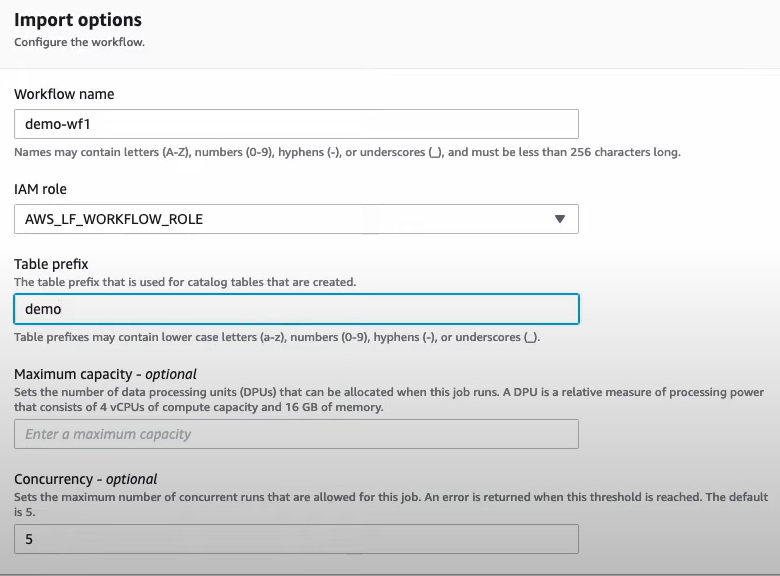 Import options
Configure the workflow.
Workflow name
demo-wf1
Names may contain letters (A-Z), numbers (0-9), hyphens (-), or underscores (_), and must be less than 256 characters long.
IAM role
AWS_LF_WORKFLOW_ROLE
Table prefix
The table prefix that is used for catalog tables that are created.
demo
Table prefixes may contain lower case letters (a-z), numbers (0-9), hyphens (-), or underscores (_).
Maximum capacity - optional
Sets the number of data processing units (DPUs) that can be allocated when this job runs. A DPU is a relative measure of processing power
that consists of 4 vCPUs of compute capacity and 16 GB of memory.
Enter a maximum capacity
Concurrency - optional
Sets the maximum number of concurrent runs that are allowed for this job. An error is returned when this threshold is reached. The default
is 5.
5